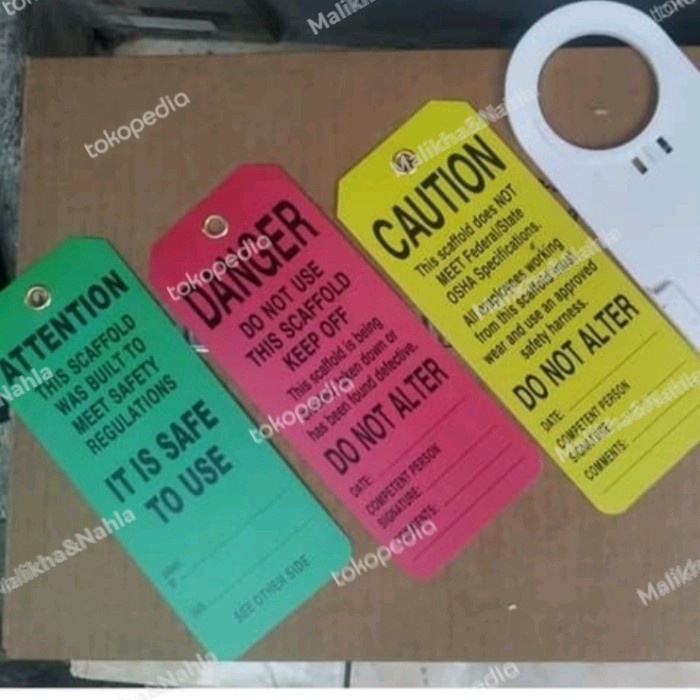 ATTENTION
THIS SCAFFOLD
WAS BUILT TO
MEET SAFETY
REGULATIONS
IT IS SAFE
TO USE
SEE OTHER SIDE
DANGER
DO NOT USE
THIS SCAFFOLD
KEEP OFF
This scaffold is being
taken down or
has been found defective.
DO NOT ALTER
DATE:
COMPETENT PERSON
SIGNATURE:
CAUTION
This scaffold does NOT
MEET Federal/State
OSHA Specifications.
All employees working
from this scaffold must
wear and use an approved
safety harness.
DO NOT ALTER
DATE:
COMPETENT PERSON
SIGNATURE:
COMMENTS:
tokopedia
tokopedia
tokopedia
tokopedia
tokopedia
Malikha&Nahla
Malikha&Nahla